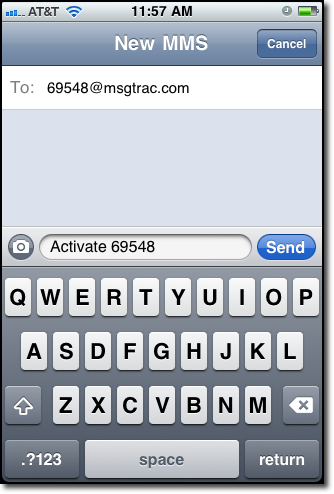 AT&T 11:57 AM
New MMS Cancel
To: 69548@msgtrac.com
Activate 69548 Send
Q W E R T Y U I O P
A S D F G H J K L
Z X C V B N M
.?123 space return